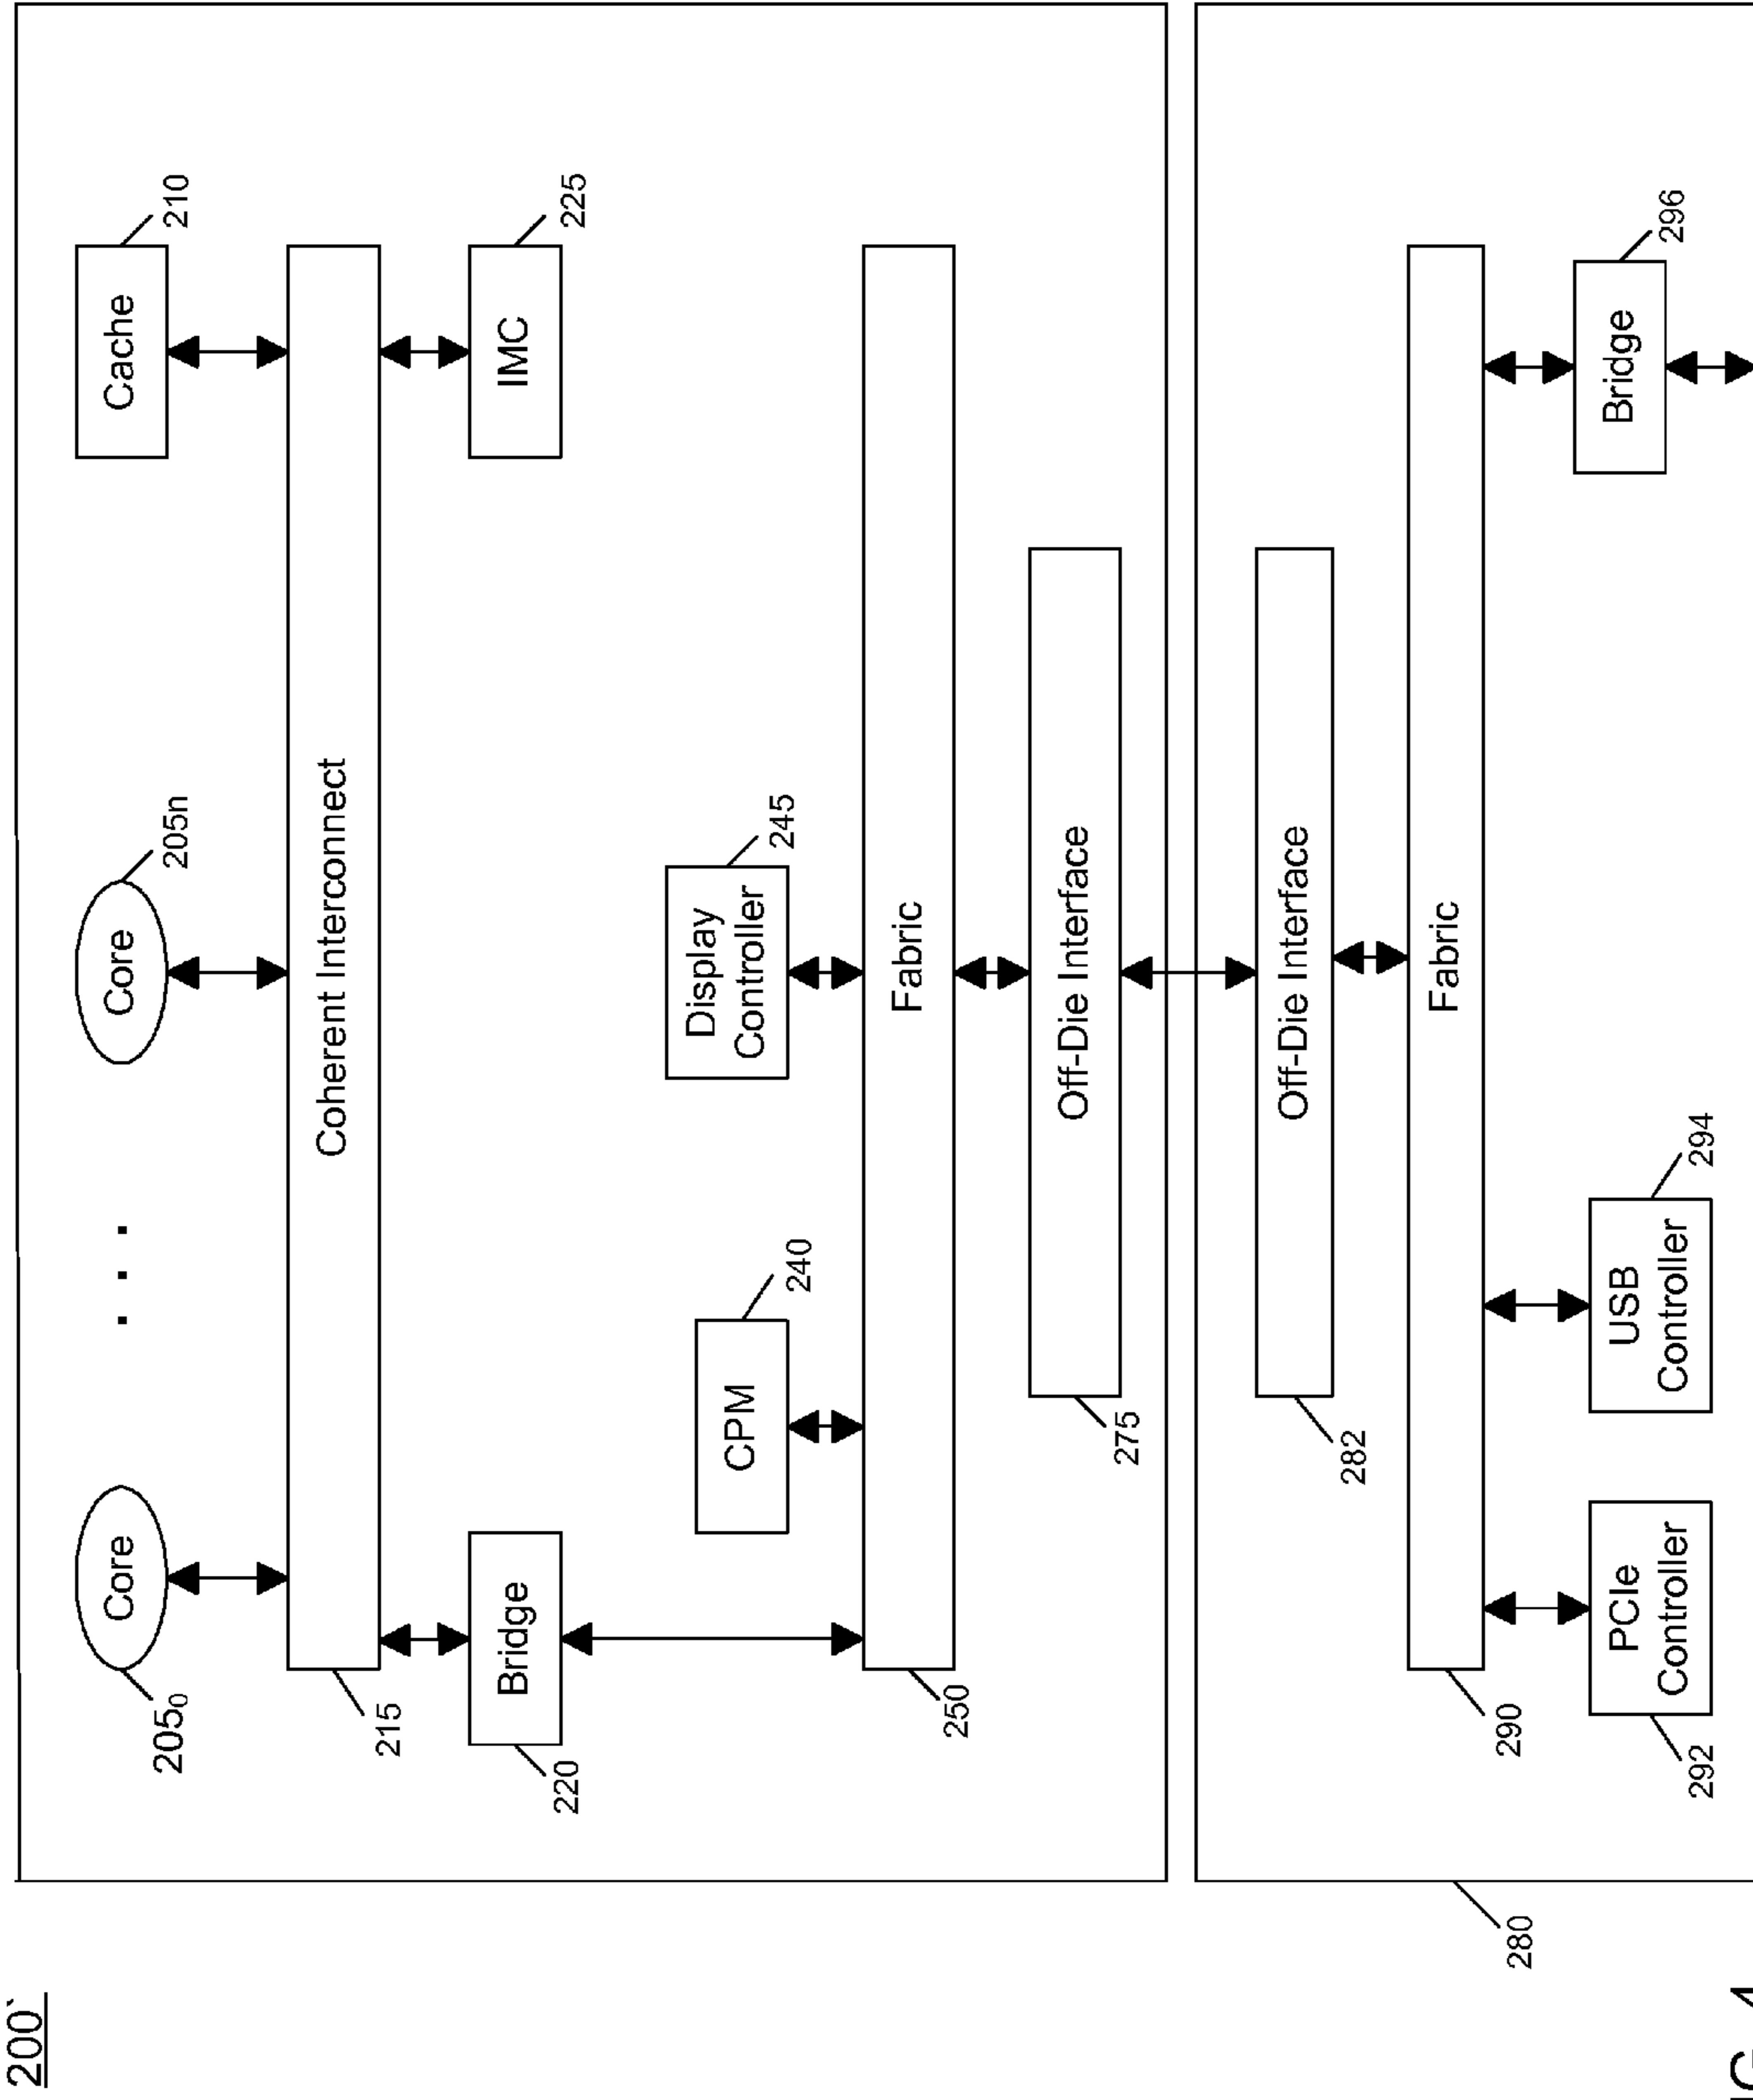 200`
Core
205₀
. . .
Core
205n
Cache
210
Coherent Interconnect
215
Bridge
220
IMC
225
CPM
240
Display
Controller
245
Fabric
250
Off-Die Interface
275
280
Off-Die Interface
282
Fabric
290
PCIe
Controller
292
USB
Controller
294
Bridge
296